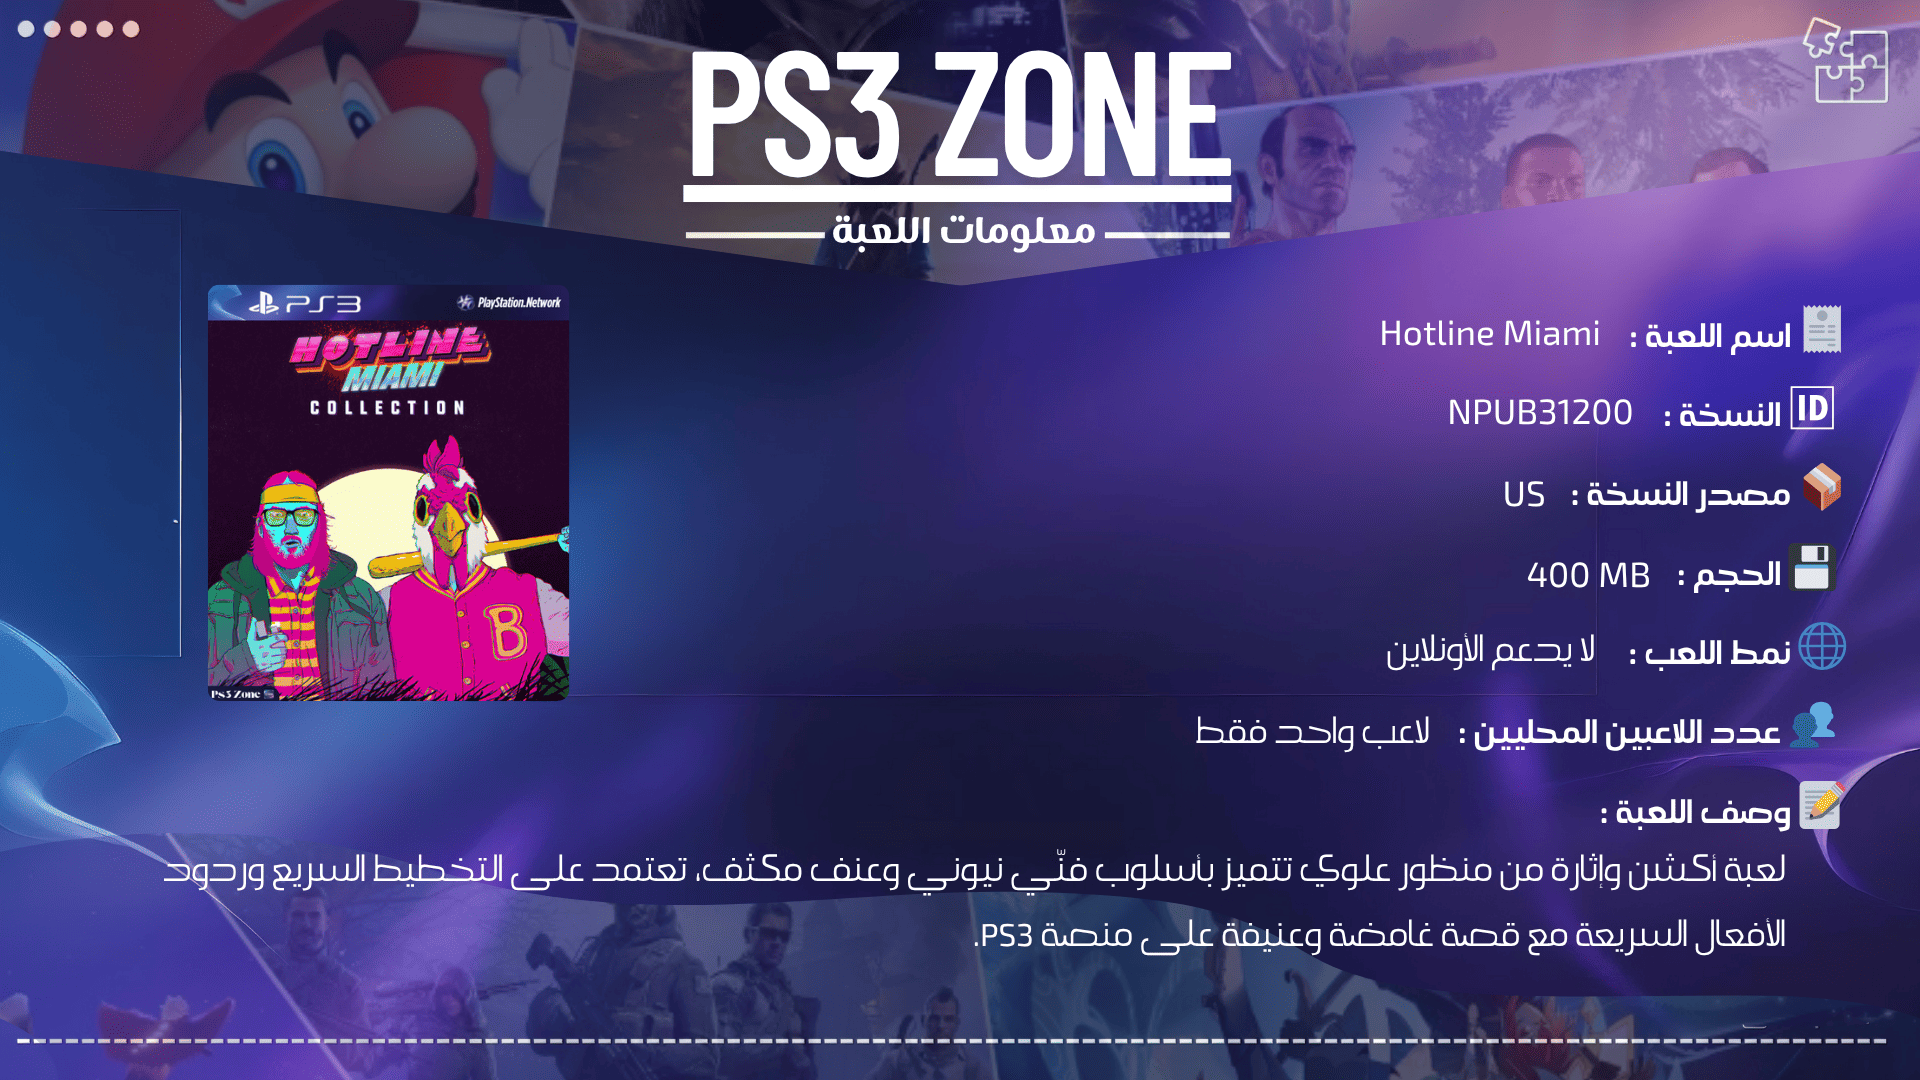 PS3 ZONE
معلومات اللعبة
PS3 PlayStation.Network
HOTLINE
MIAMI
COLLECTION
B
Ps3 Zone
اسم اللعبة : Hotline Miami
ID النسخة : NPUB31200
مصدر النسخة : US
الحجم : 400 MB
نمط اللعب : لا يدعم الأونلاين
عدد اللاعبين المحليين : لاعب واحد فقط
وصف اللعبة :
لعبة أكشن وإثارة من منظور علوي تتميز بأسلوب فنّي نيوني وعنف مكثف، تعتمد على التخطيط السريع وردود
الأفعال السريعة مع قصة غامضة وعنيفة على منصة PS3.